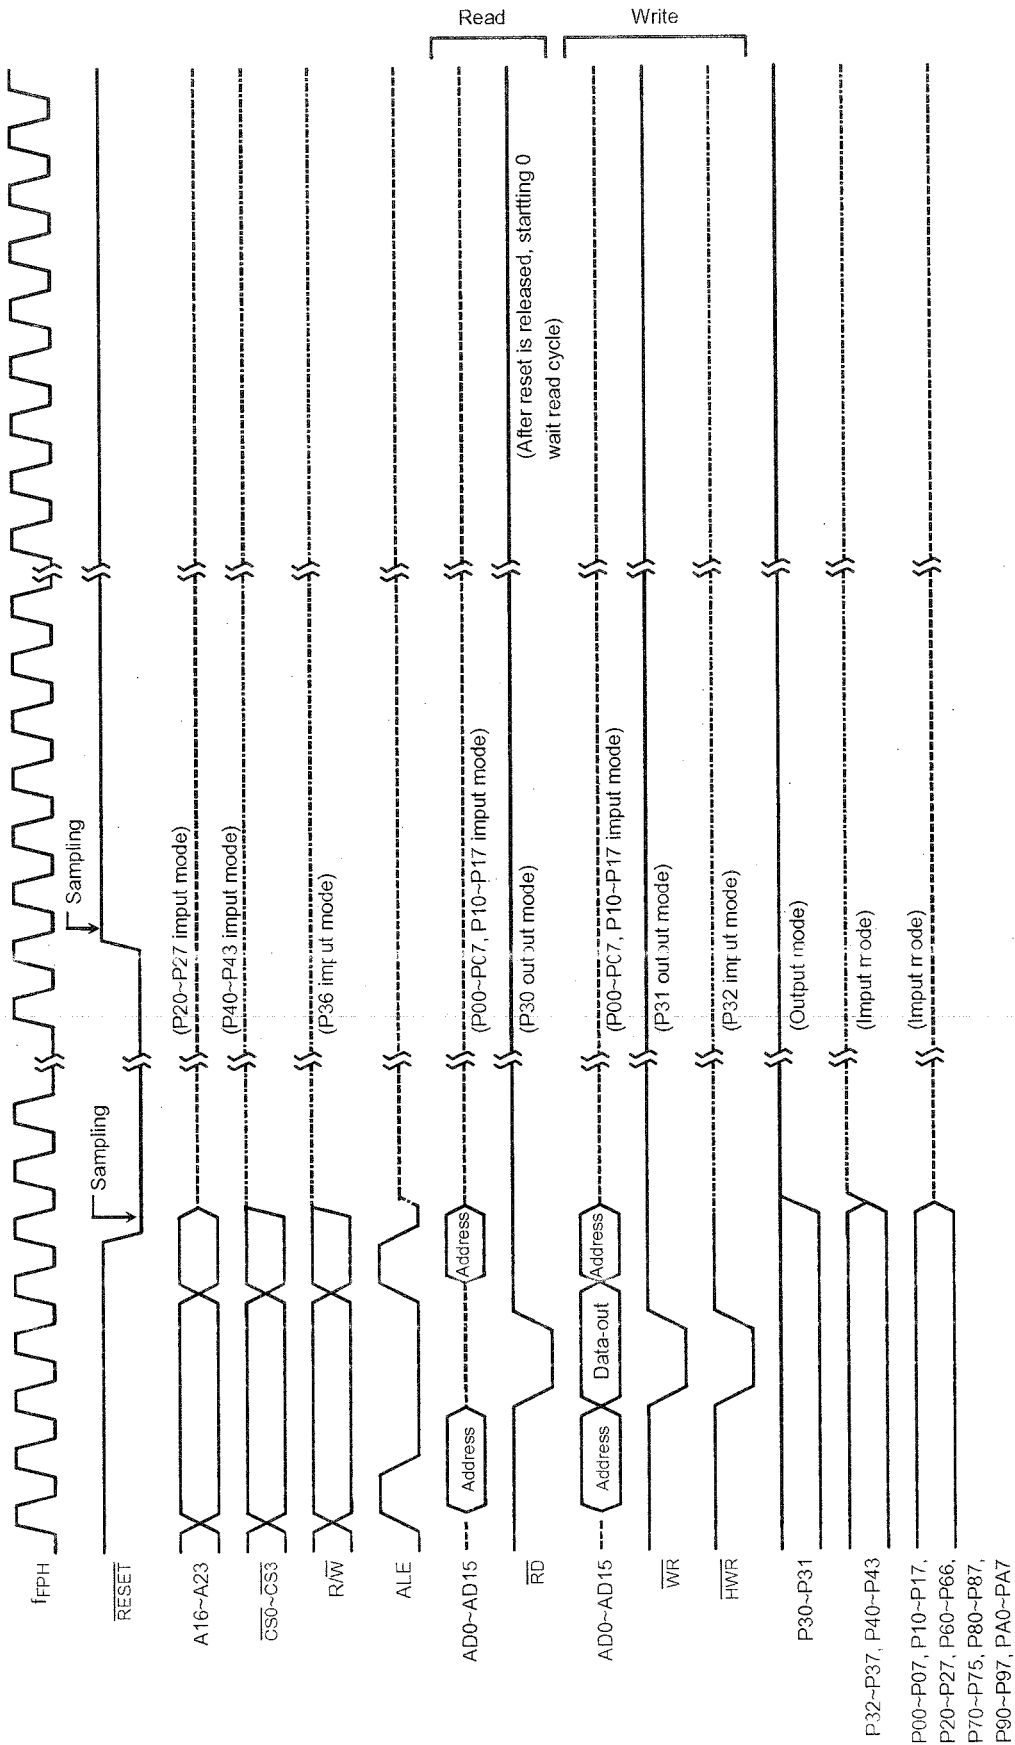 Read
Write
fFPH
RESET
Sampling
Sampling
A16~A23
(P20~P27 imput mode)
CS0~CS3
(P40~P43 imput mode)
R/W
(P36 imput mode)
ALE
AD0~AD15
Address
Address
(P00~P07, P10~P17 imput mode)
RD
(P30 output mode)
(After reset is released, startting 0
wait read cycle)
AD0~AD15
Address
Data-out
Address
(P00~P07, P10~P17 imput mode)
WR
(P31 output mode)
HWR
(P32 imput mode)
P30~P31
(Output mode)
P32~P37, P40~P43
(Imput mode)
P00~P07, P10~P17,
P20~P27, P60~P66,
P70~P75, P80~P87,
P90~P97, PA0~PA7
(Imput mode)